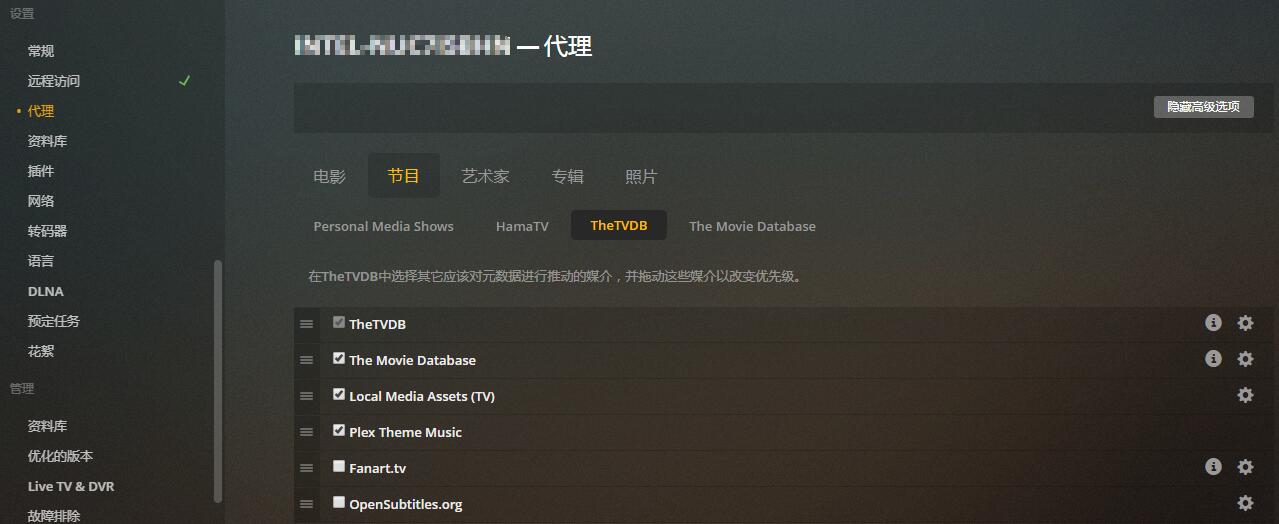 设置
常规
远程访问
代理
资料库
插件
网络
转码器
语言
DLNA
预定任务
花絮
管理
资料库
优化的版本
Live TV & DVR
故障排除
— 代理
隐藏高级选项
电影 节目 艺术家 专辑 照片
Personal Media Shows HamaTV TheTVDB The Movie Database
在TheTVDB中选择其它应该对元数据进行推动的媒介，并拖动这些媒介以改变优先级。
TheTVDB
The Movie Database
Local Media Assets (TV)
Plex Theme Music
Fanart.tv
OpenSubtitles.org